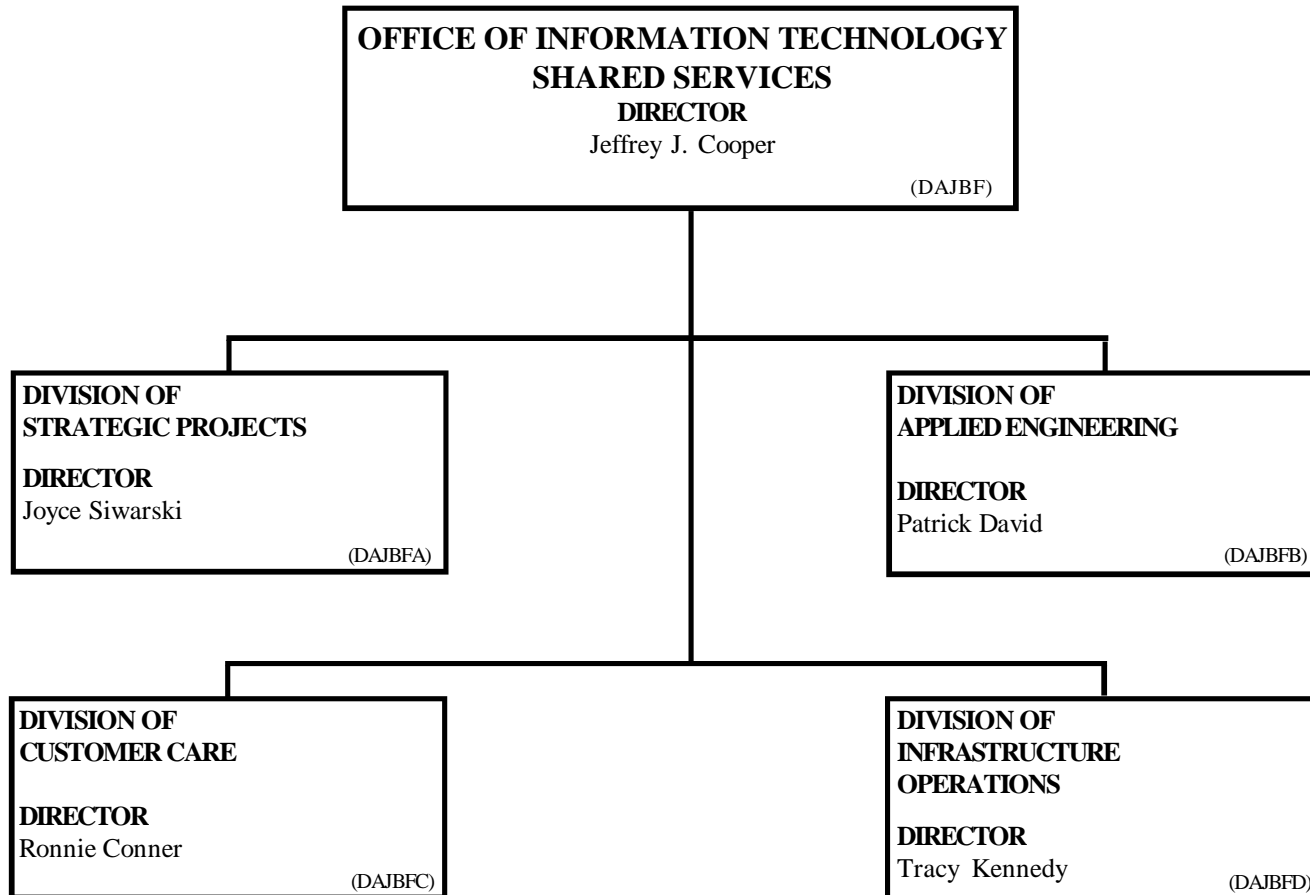 OFFICE OF INFORMATION TECHNOLOGY
SHARED SERVICES
DIRECTOR
Jeffrey J. Cooper
(DAJBF)
DIVISION OF
STRATEGIC PROJECTS
DIRECTOR
Joyce Siwarski
(DAJBFA)
DIVISION OF
APPLIED ENGINEERING
DIRECTOR
Patrick David
(DAJBFB)
DIVISION OF
CUSTOMER CARE
DIRECTOR
Ronnie Conner
(DAJBFC)
DIVISION OF
INFRASTRUCTURE
OPERATIONS
DIRECTOR
Tracy Kennedy
(DAJBFD)